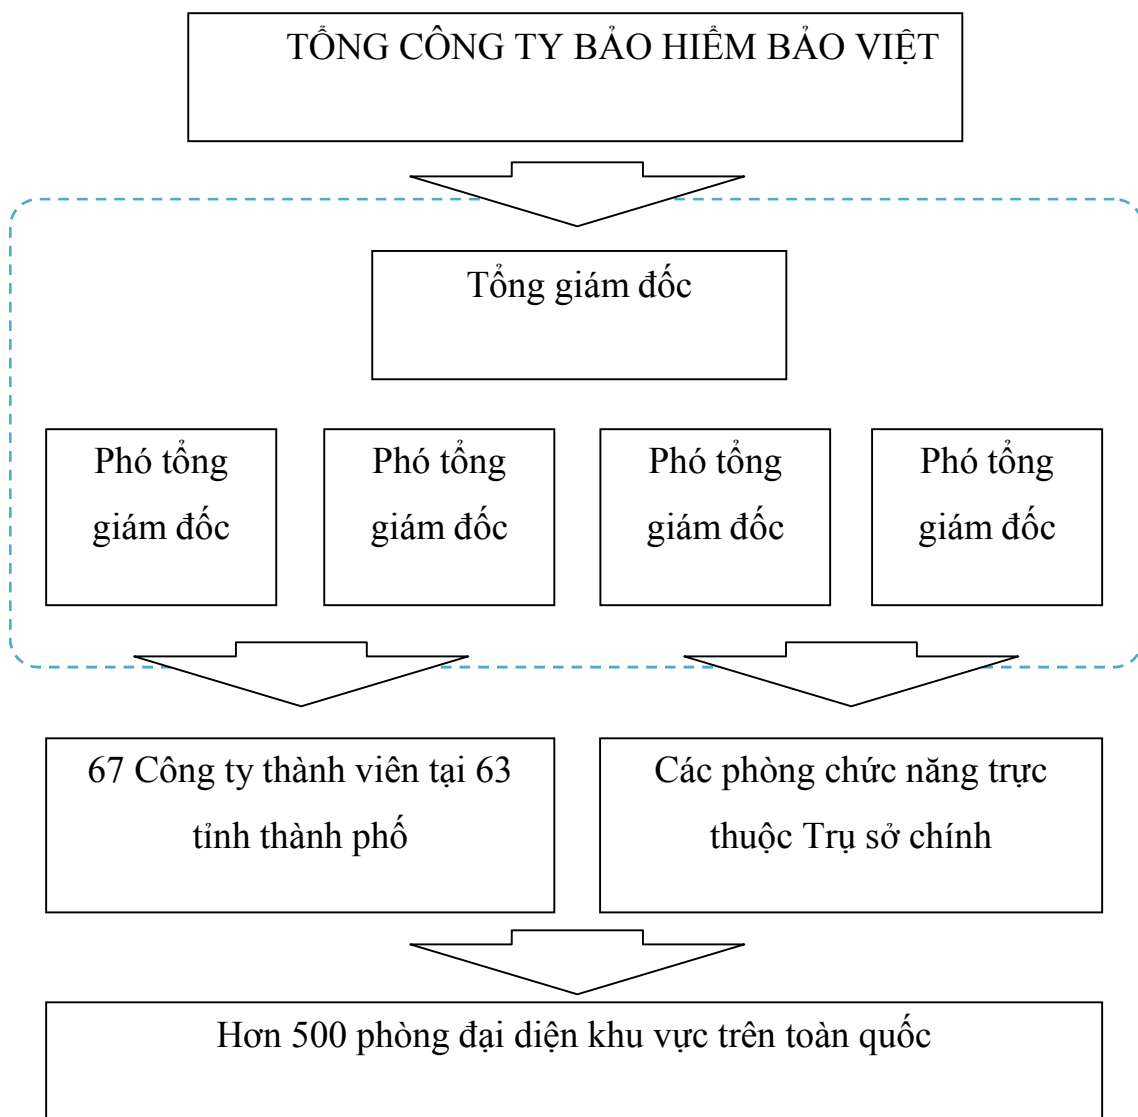 TỔNG CÔNG TY BẢO HIỂM BẢO VIỆT
Tổng giám đốc
Phó tổng
giám đốc
Phó tổng
giám đốc
Phó tổng
giám đốc
Phó tổng
giám đốc
67 Công ty thành viên tại 63
tỉnh thành phố
Các phòng chức năng trực
thuộc Trụ sở chính
Hơn 500 phòng đại diện khu vực trên toàn quốc